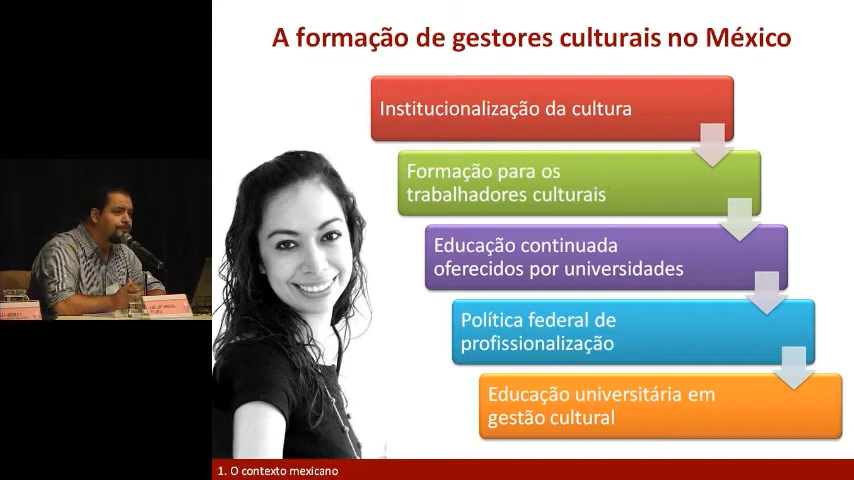 A formação de gestores culturais no México
Institucionalização da cultura
Formação para os
trabalhadores culturais
Educação continuada
oferecidos por universidades
Política federal de
profissionalização
Educação universitária em
gestão cultural
1. O contexto mexicano